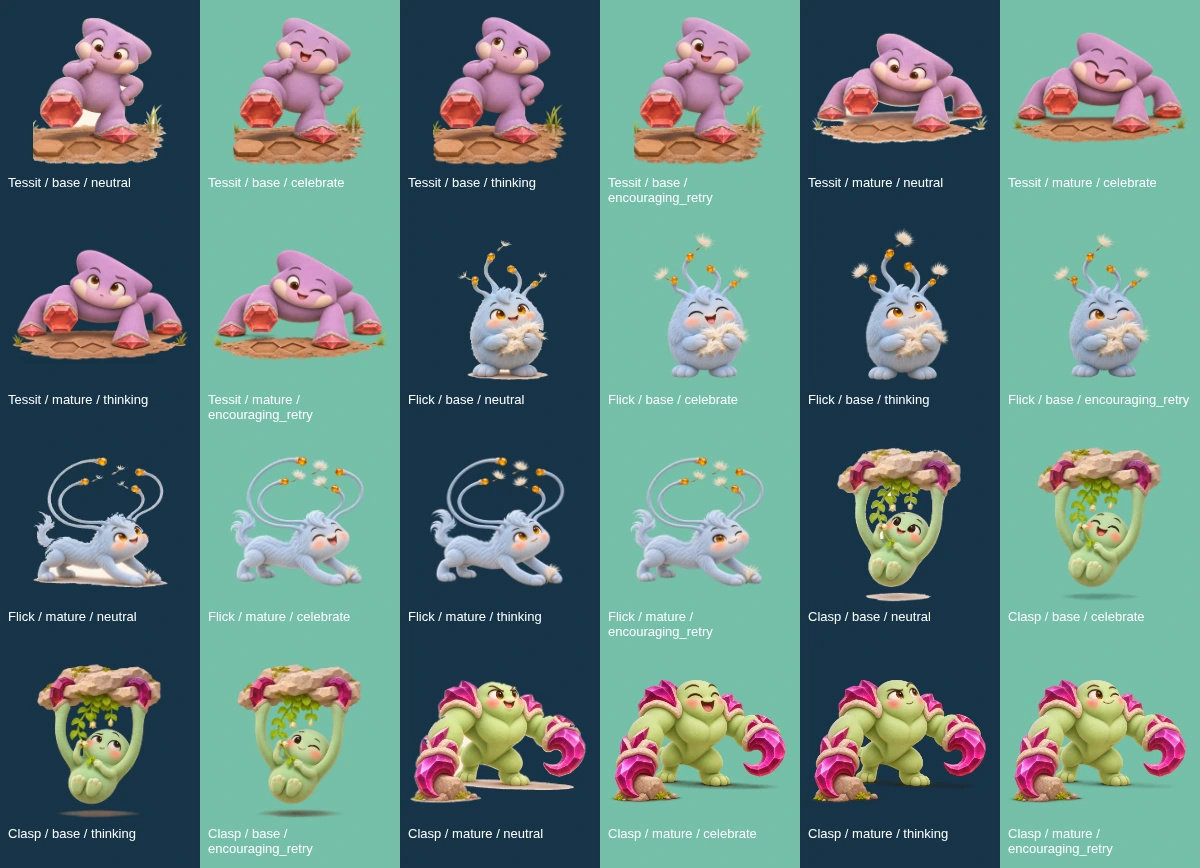 Tessit / base / neutral
Tessit / base / celebrate
Tessit / base / thinking
Tessit / base /
encouraging_retry
Tessit / mature / neutral
Tessit / mature / celebrate
Tessit / mature / thinking
Tessit / mature /
encouraging_retry
Flick / base / neutral
Flick / base / celebrate
Flick / base / thinking
Flick / base / encouraging_retry
Flick / mature / neutral
Flick / mature / celebrate
Flick / mature / thinking
Flick / mature /
encouraging_retry
Clasp / base / neutral
Clasp / base / celebrate
Clasp / base / thinking
Clasp / base /
encouraging_retry
Clasp / mature / neutral
Clasp / mature / celebrate
Clasp / mature / thinking
Clasp / mature /
encouraging_retry